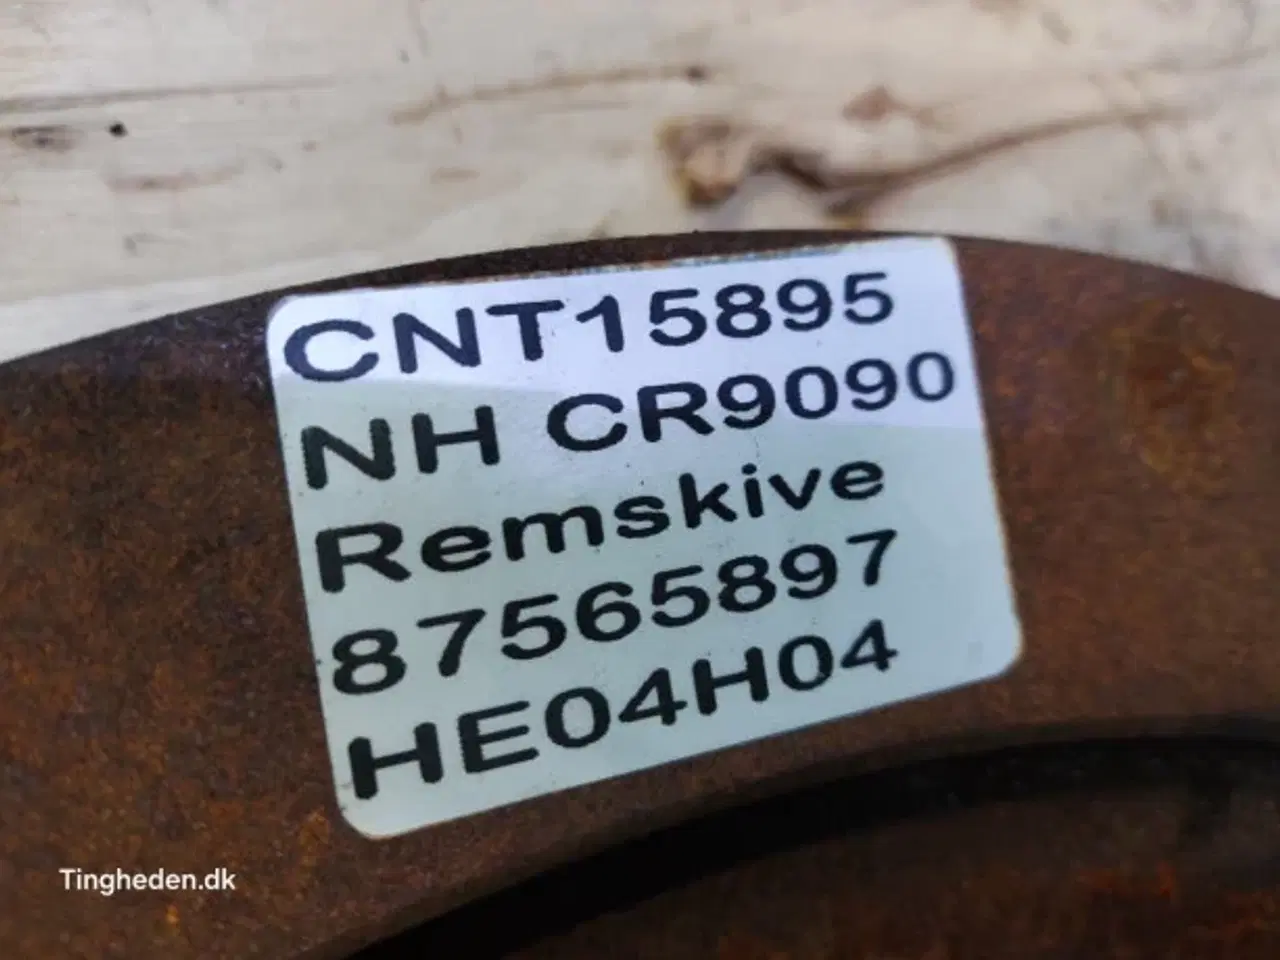 CNT15895
NH CR9090
Remskive
87565897
HE04H04
Tingheden.dk